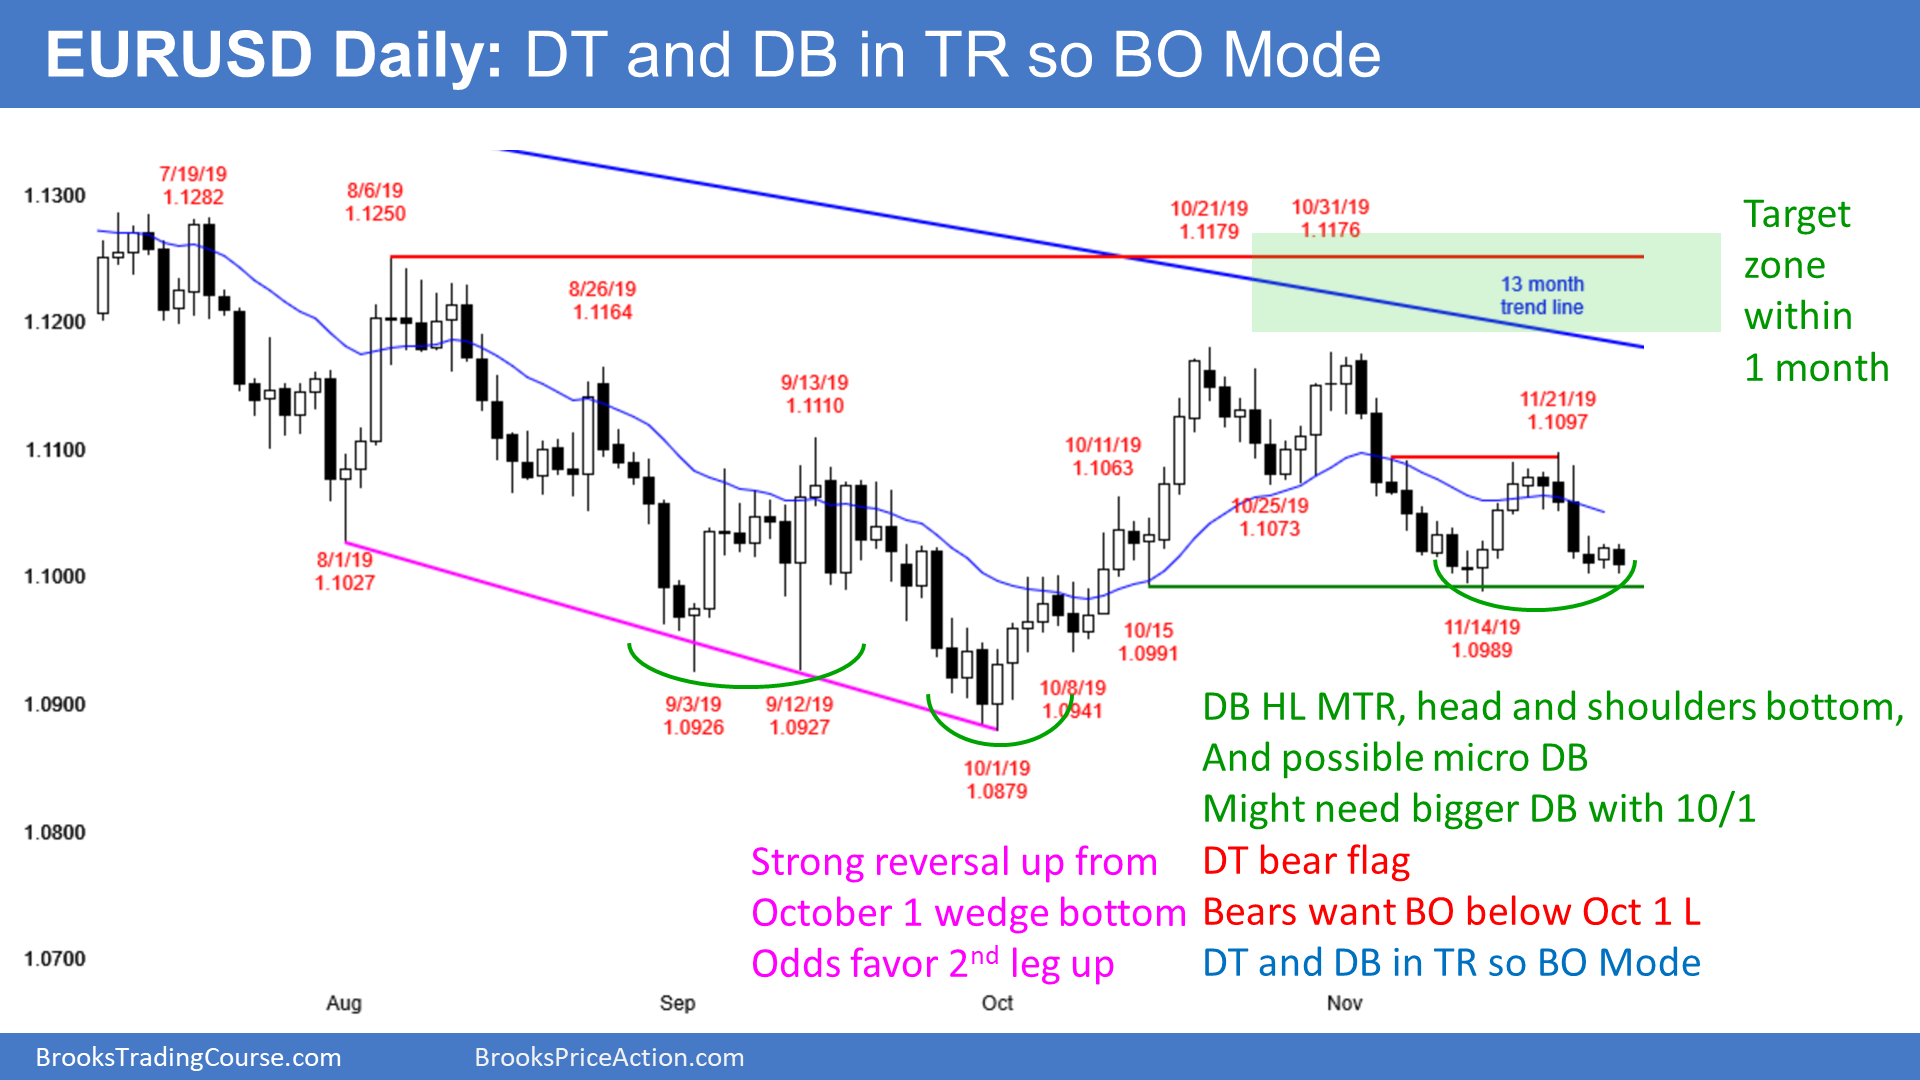 EURUSD Daily: DT and DB in TR so BO Mode
7/19/19
1.1282
8/6/19
1.1250
8/26/19
1.1164
9/13/19
1.1110
10/11/19
1.1063
10/21/19
1.1179
10/31/19
1.1176
13 month
trend line
11/21/19
1.1097
Target
zone
within
1 month
1.1300
1.1200
1.1100
1.1000
1.0900
1.0800
1.0700
8/1/19
1.1027
9/3/19
1.0926
9/12/19
1.0927
10/1/19
1.0879
10/8/19
1.0941
10/15
1.0991
10/25/19
1.1073
11/14/19
1.0989
DB HL MTR, head and shoulders bottom,
And possible micro DB
Might need bigger DB with 10/1
DT bear flag
Bears want BO below Oct 1 L
DT and DB in TR so BO Mode
Strong reversal up from
October 1 wedge bottom
Odds favor 2nd leg up
Aug
Sep
Oct
Nov
BrooksTradingCourse.com
BrooksPriceAction.com